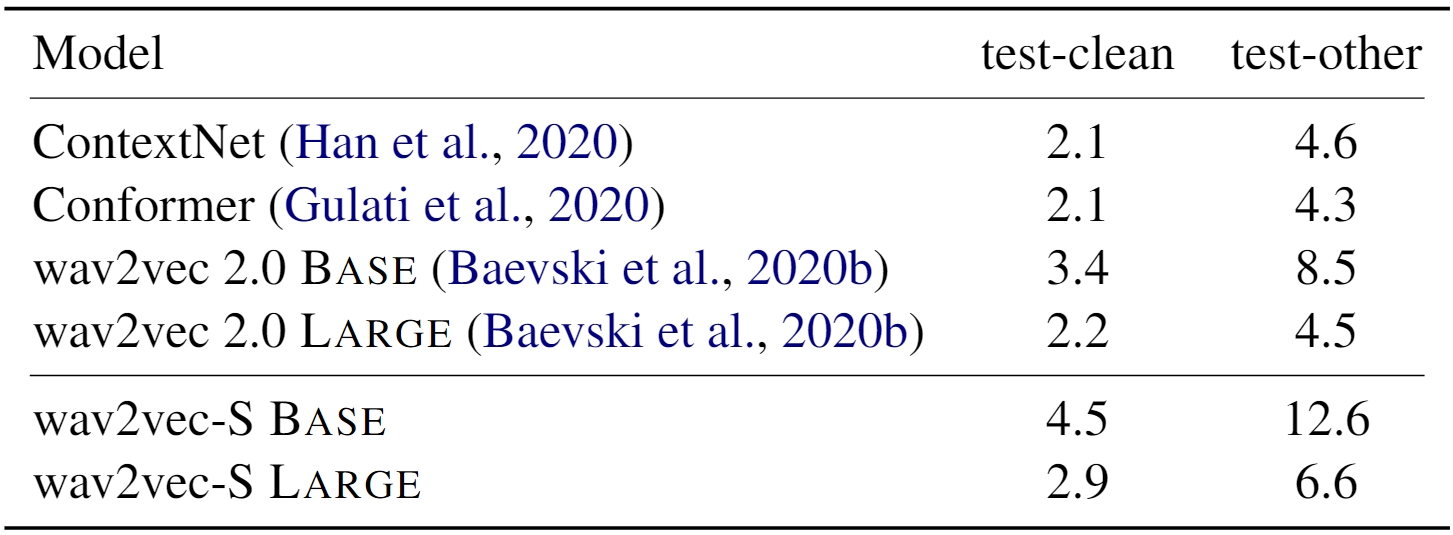 Model test-clean test-other
ContextNet (Han et al., 2020) 2.1 4.6
Conformer (Gulati et al., 2020) 2.1 4.3
wav2vec 2.0 BASE (Baevski et al., 2020b) 3.4 8.5
wav2vec 2.0 LARGE (Baevski et al., 2020b) 2.2 4.5
wav2vec-S BASE 4.5 12.6
wav2vec-S LARGE 2.9 6.6